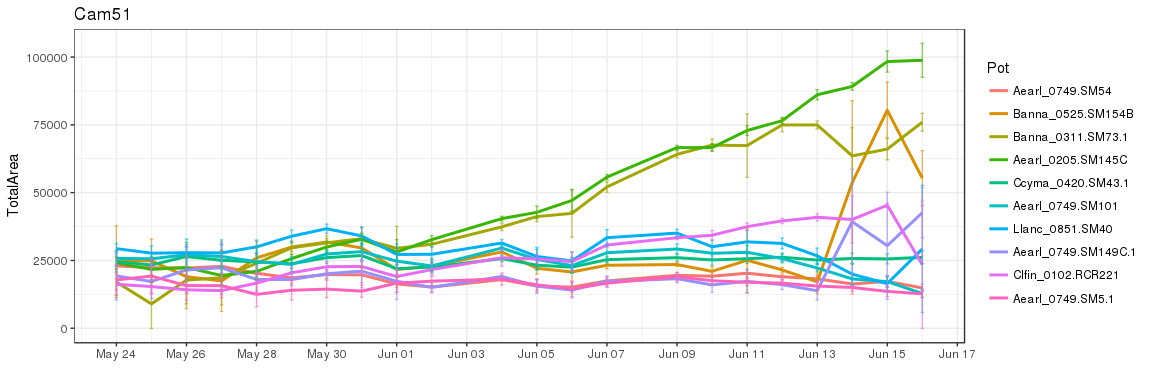 Cam51
TotalArea
100000
75000
50000
25000
0
May 24 May 26 May 28 May 30 Jun 01 Jun 03 Jun 05 Jun 07 Jun 09 Jun 11 Jun 13 Jun 15 Jun 17
Pot
Aearl_0749.SM54
Banna_0525.SM154B
Banna_0311.SM73.1
Aearl_0205.SM145C
Ccyma_0420.SM43.1
Aearl_0749.SM101
Llanc_0851.SM40
Aearl_0749.SM149C.1
Clfin_0102.RCR221
Aearl_0749.SM5.1